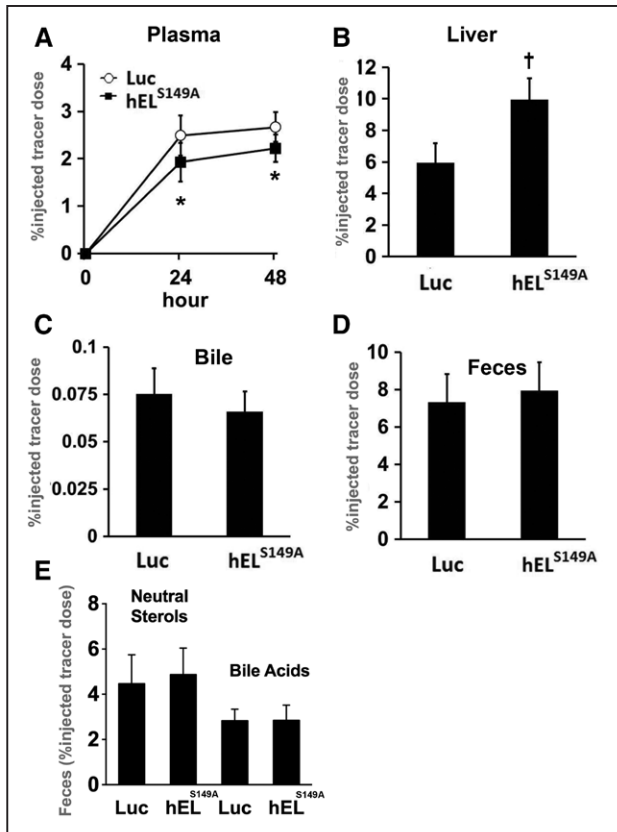 A
Plasma
%injected tracer dose
4
3
2
1
0
Luc
hEL^S149A
*
*
0
24
48
hour
B
Liver
%injected tracer dose
12
10
8
6
4
2
0
†
Luc
hEL^S149A
C
Bile
%injected tracer dose
0.1
0.075
0.05
0.025
0
Luc
hEL^S149A
D
Feces
%injected tracer dose
10
8
6
4
2
0
Luc
hEL^S149A
E
Feces (%injected tracer dose)
8
6
4
2
0
Neutral
Sterols
Bile Acids
Luc
hEL^S149A
Luc
hEL^S149A